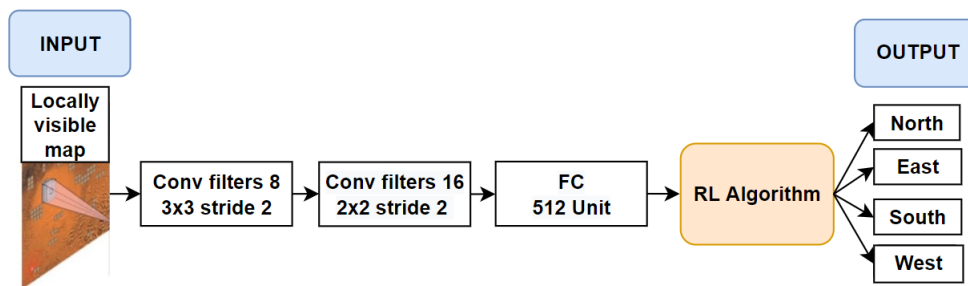 INPUT
Locally
visible
map
Conv filters 8
3x3 stride 2
Conv filters 16
2x2 stride 2
FC
512 Unit
RL Algorithm
OUTPUT
North
East
South
West